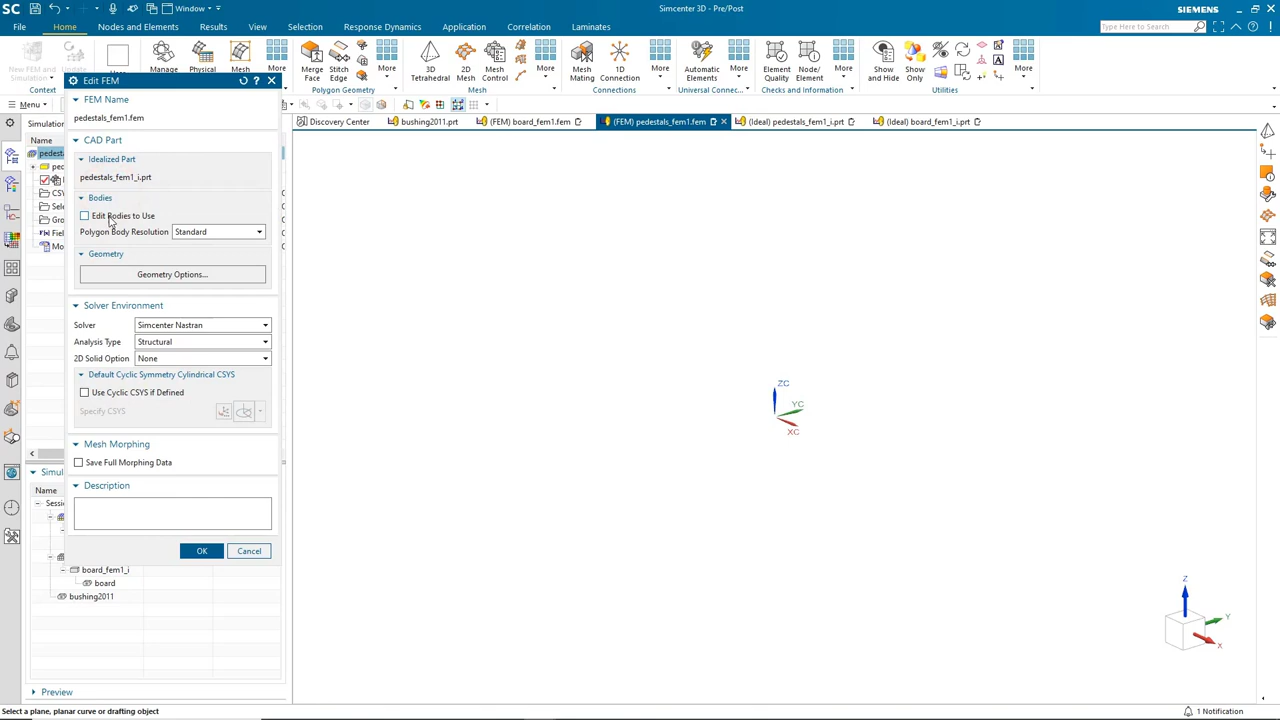 SC Window Simcenter 3D - Pre/Post SIEMENS
File Home Nodes and Elements Selection View Results Response Dynamics Application Correlation Laminates Type Here to Search
New FEM and Simulation Update Manage Physical Mesh More Merge Face Stitch Edge More 3D Tetrahedral 2D Mesh Mesh Control More Mesh Mating 1D Connection More Automatic Elements More Element Quality Node/ Element More Show and Hide Show Only More
Context Polygon Geometry Mesh Connections Universal Connec... Checks and Information Utilities
Edit FEM
Menu
Discovery Center bushing2011.prt (FEM) board_fem1.fem (FEM) pedestals_fem1.fem (Ideal) pedestals_fem1_i.prt (Ideal) board_fem1_i.prt
FEM Name
pedestals_fem1.fem
CAD Part
Idealized Part
pedestals_fem1_i.prt
Bodies
Edit Bodies to Use
Polygon Body Resolution Standard
Geometry
Geometry Options...
Solver Environment
Solver Simcenter Nastran
Analysis Type Structural
2D Solid Option None
Default Cyclic Symmetry Cylindrical CSYS
Use Cyclic CSYS if Defined
Specify CSYS
Mesh Morphing
Save Full Morphing Data
Description
OK Cancel
Name
Name
board_fem1_i
board
bushing2011
Preview
ZC
YC
XC
Z
Y
X
Select a plane, planar curve or drafting object 1 Notification